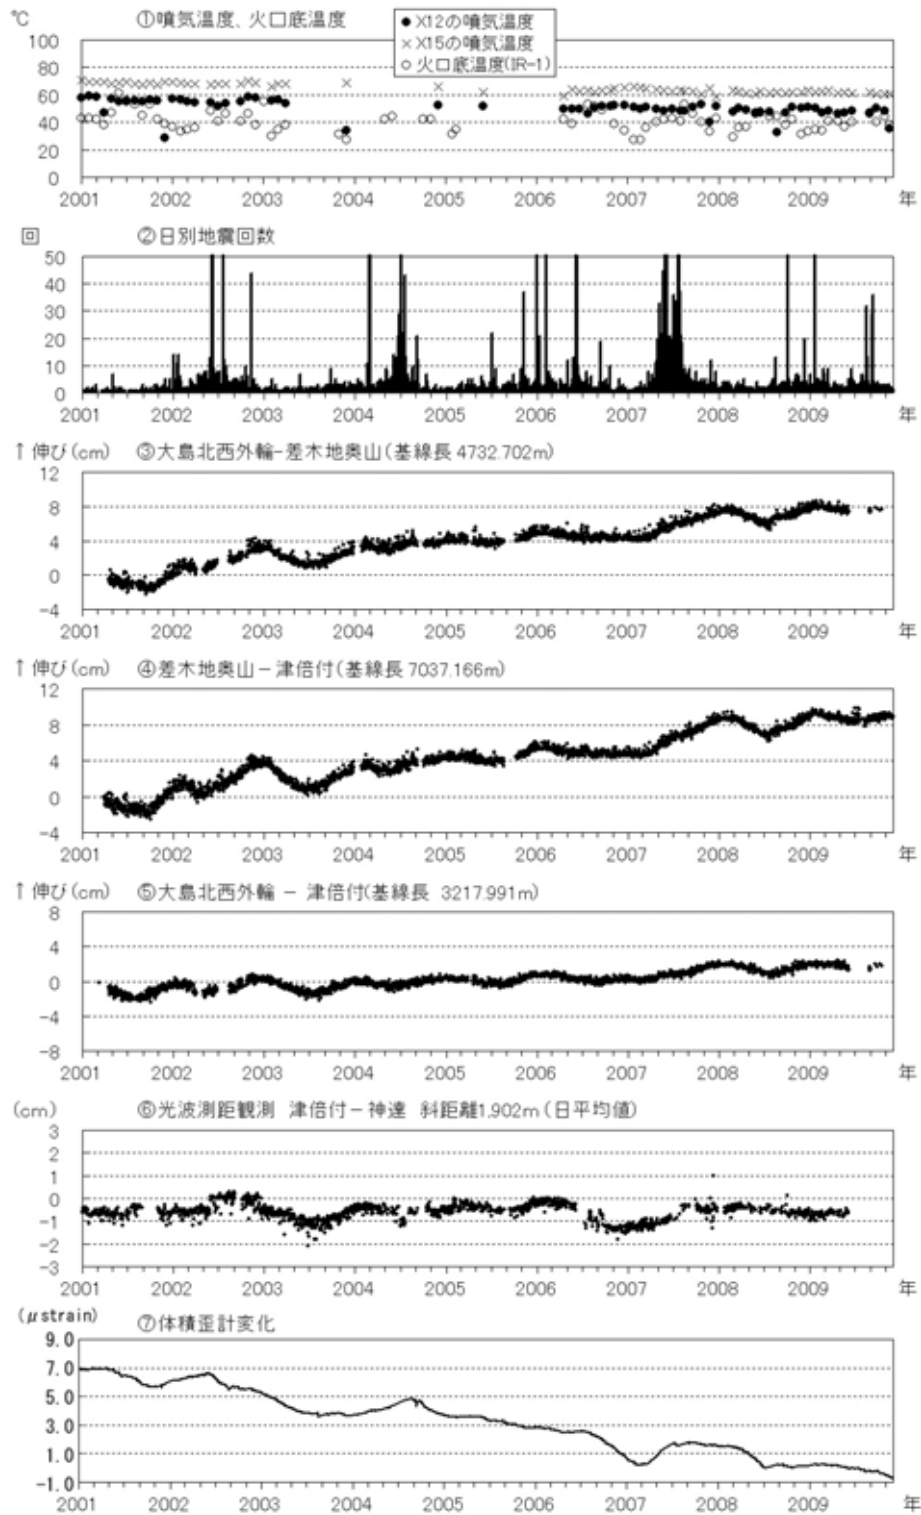 ℃ ①噴気温度、火口底温度
● X12の噴気温度
× X15の噴気温度
○ 火口底温度(IR-1)
100
80
60
40
20
0
2001 2002 2003 2004 2005 2006 2007 2008 2009 年
回 ②日別地震回数
50
40
30
20
10
0
2001 2002 2003 2004 2005 2006 2007 2008 2009 年
↑伸び(cm) ③大島北西外輪-差木地奥山(基線長 4732.702m)
12
8
4
0
-4
2001 2002 2003 2004 2005 2006 2007 2008 2009 年
↑伸び(cm) ④差木地奥山-津倍付(基線長 7037.166m)
12
8
4
0
-4
2001 2002 2003 2004 2005 2006 2007 2008 2009 年
↑伸び(cm) ⑤大島北西外輪 - 津倍付(基線長 3217.991m)
8
4
0
-4
-8
2001 2002 2003 2004 2005 2006 2007 2008 2009 年
(cm) ⑥光波測距観測 津倍付-神達 斜距離1,902m(日平均値)
3
2
1
0
-1
-2
-3
2001 2002 2003 2004 2005 2006 2007 2008 2009 年
(μstrain) ⑦体積歪計変化
9.0
7.0
5.0
3.0
1.0
-1.0
2001 2002 2003 2004 2005 2006 2007 2008 2009 年